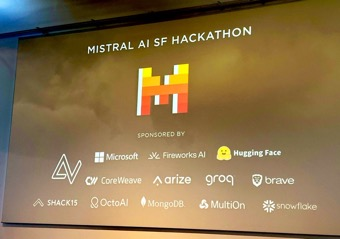 MISTRAL AI SF HACKATHON
SPONSORED BY
Microsoft Fireworks AI Hugging Face
CoreWeave arize groq brave
SHACK15 OctoAI MongoDB MultiOn snowflake